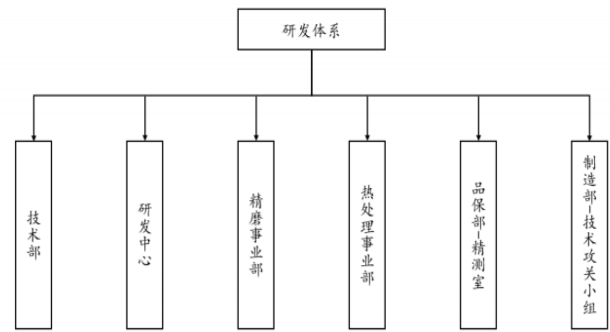 研发体系
技术部
研发中心
精磨事业部
热处理事业部
品保部-精测室
制造部-技术攻关小组